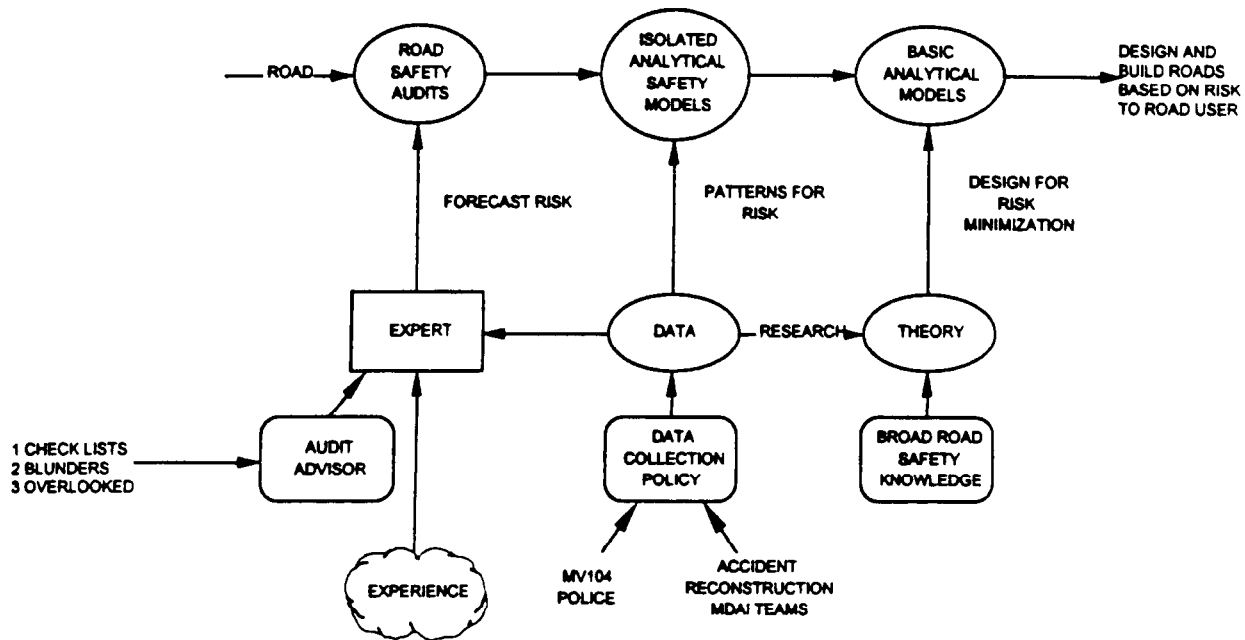 ROAD
ROAD
SAFETY
AUDITS
ISOLATED
ANALYTICAL
SAFETY
MODELS
BASIC
ANALYTICAL
MODELS
DESIGN AND
BUILD ROADS
BASED ON RISK
TO ROAD USER
FORECAST RISK
PATTERNS FOR
RISK
DESIGN FOR
RISK
MINIMIZATION
EXPERT
DATA
RESEARCH
THEORY
1 CHECK LISTS
2 BLUNDERS
3 OVERLOOKED
AUDIT
ADVISOR
DATA
COLLECTION
POLICY
BROAD ROAD
SAFETY
KNOWLEDGE
EXPERIENCE
MV104
POLICE
ACCIDENT
RECONSTRUCTION
MDAI TEAMS